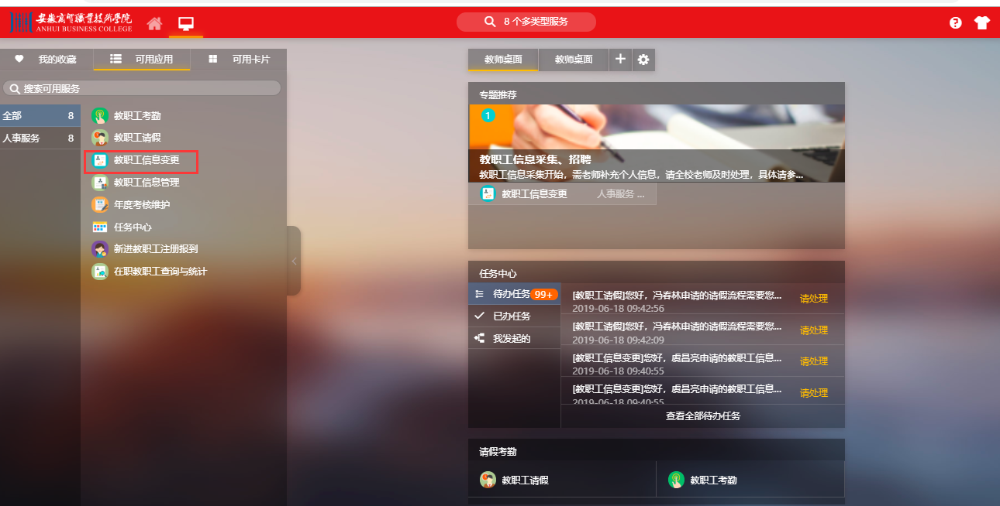 安徽商贸职业技术学院
ANHUI BUSINESS COLLEGE
8 个多类型服务
我的收藏
可用应用
可用卡片
搜索可用服务
全部 8
人事服务 8
教职工考勤
教职工请假
教职工信息变更
教职工信息管理
年度考核维护
任务中心
新进教职工注册报到
在职教职工查询与统计
教师桌面
教师桌面
专题推荐
1
教职工信息采集、招聘
教职工信息采集开始，需老师补充个人信息，请全校老师及时处理，具体请参...
教职工信息变更 人事服务 ...
任务中心
待办任务 99+
已办任务
我发起的
[教职工请假]您好，冯春林申请的请假流程需要您... 请处理
2019-06-18 09:42:56
[教职工请假]您好，冯春林申请的请假流程需要您... 请处理
2019-06-18 09:42:09
[教职工信息变更]您好，虞昌亮申请的教职工信息... 请处理
2019-06-18 09:40:55
[教职工信息变更]您好，虞昌亮申请的教职工信息... 请处理
2019-06-18 09:40:55
查看全部待办任务
请假考勤
教职工请假
教职工考勤